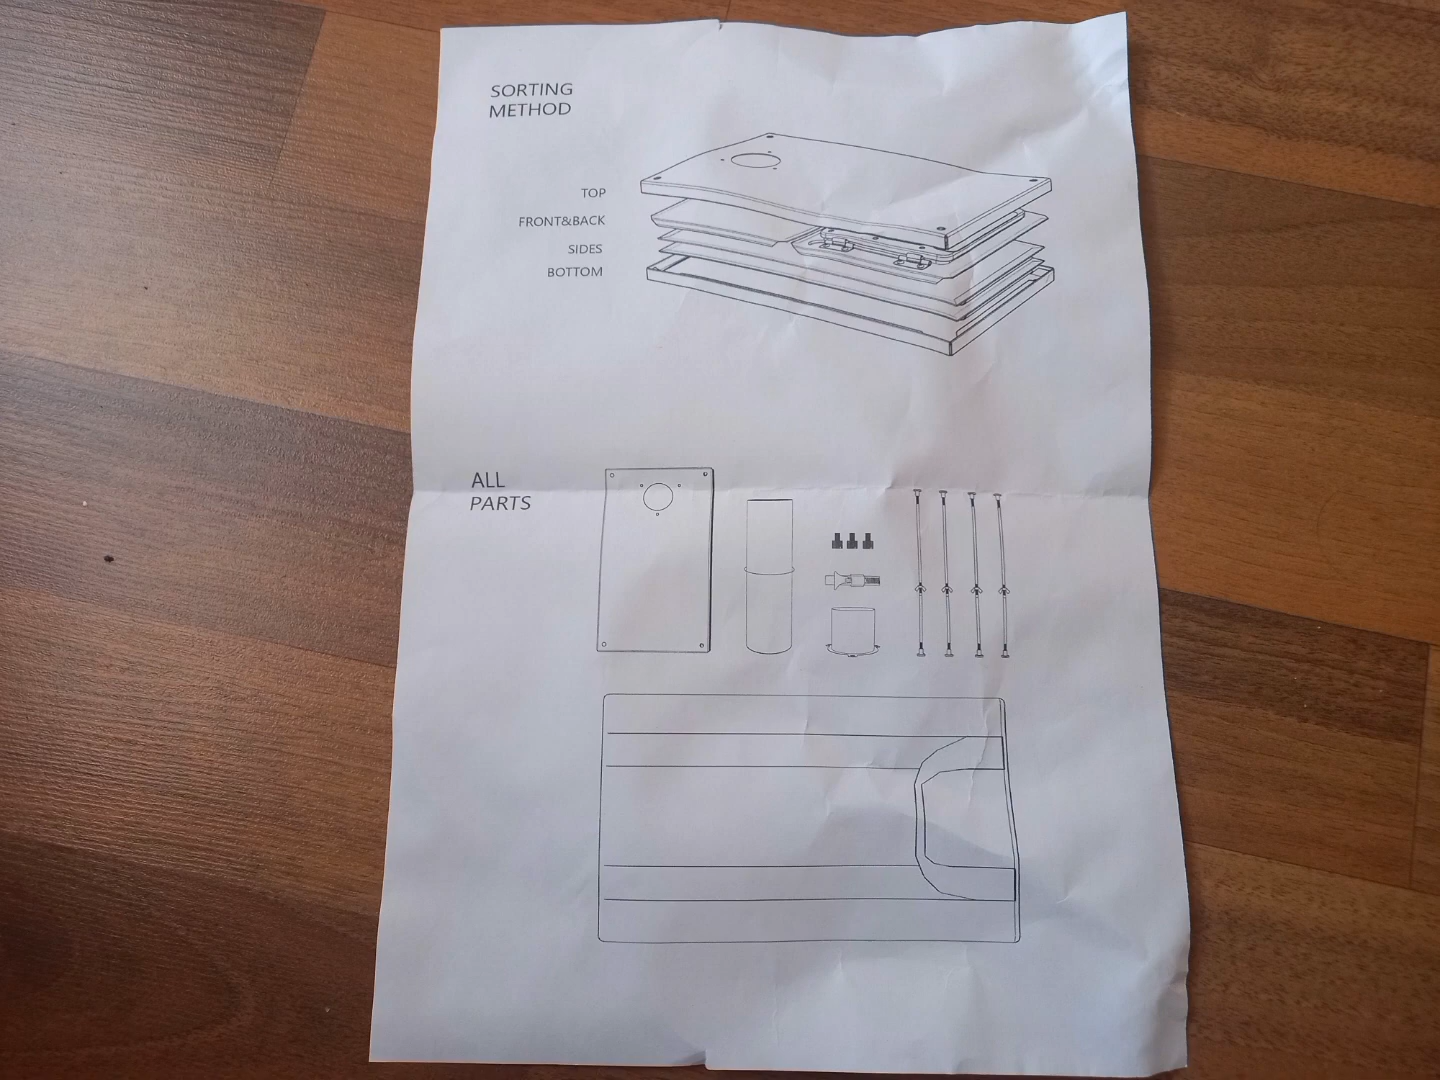 SORTING
METHOD
TOP
FRONT&BACK
SIDES
BOTTOM
ALL
PARTS